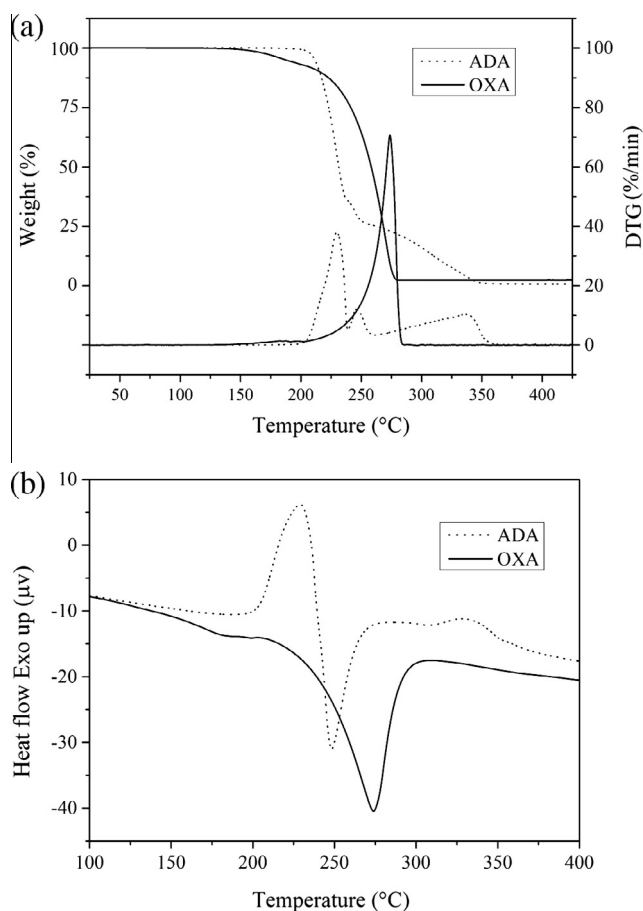 (a)
100
75
50
25
0
Weight (%)
100
80
60
40
20
0
DTG (%/min)
ADA
OXA
50 100 150 200 250 300 350 400
Temperature (°C)
(b)
10
0
-10
-20
-30
-40
Heat flow Exo up (μv)
ADA
OXA
100 150 200 250 300 350 400
Temperature (°C)